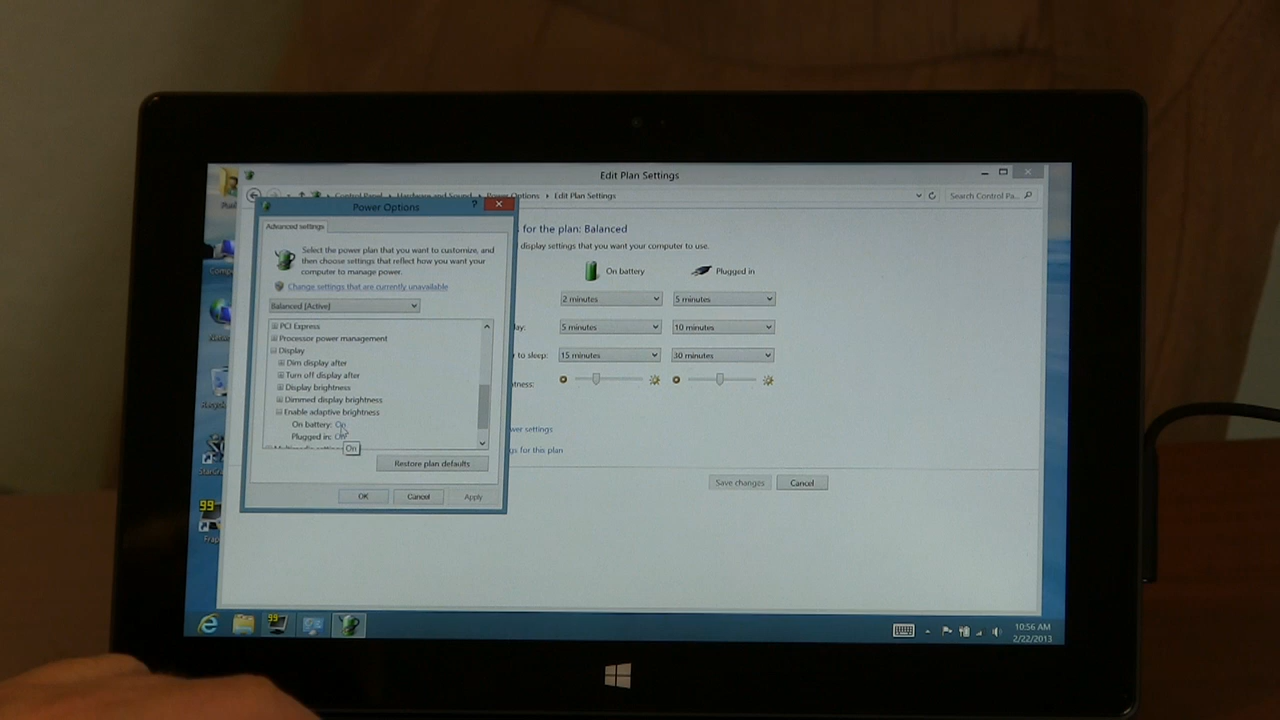 Edit Plan Settings
Control Panel Hardware and Sound Power Options Edit Plan Settings
Search Control Pa...
Power Options
?
Advanced settings
Select the power plan that you want to customize, and
then choose settings that reflect how you want your
computer to manage power.
Change settings that are currently unavailable
Balanced [Active]
PCI Express
Processor power management
Display
Dim display after
Turn off display after
Display brightness
Dimmed display brightness
Enable adaptive brightness
On battery: On
Plugged in:
On
Restore plan defaults
OK Cancel Apply
for the plan: Balanced
display settings that you want your computer to use.
On battery Plugged in
2 minutes 5 minutes
5 minutes 10 minutes
to sleep: 15 minutes 30 minutes
for this plan
Save changes Cancel
99
99
10:56 AM
2/22/2013